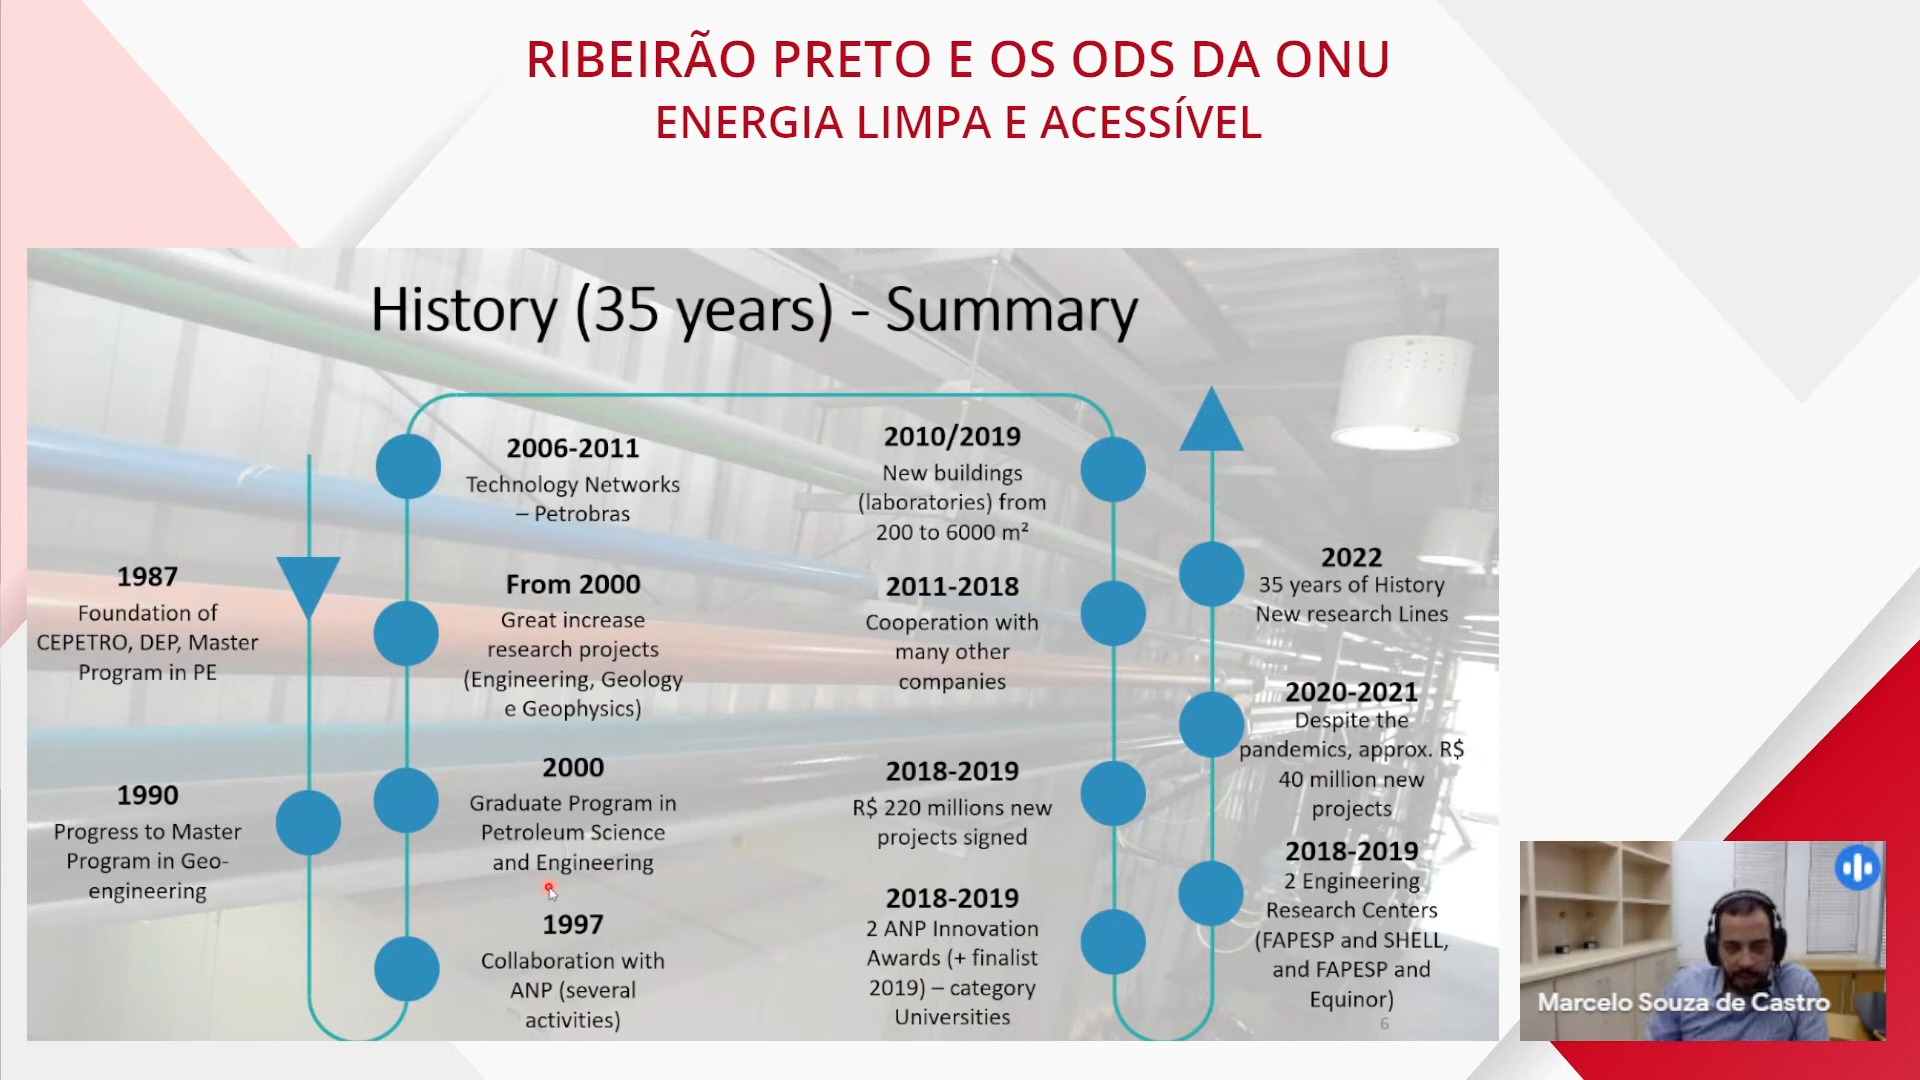 RIBEIRÃO PRETO E OS ODS DA ONU
ENERGIA LIMPA E ACESSÍVEL
History (35 years) - Summary
1987
Foundation of
CEPETRO, DEP, Master
Program in PE
1990
Progress to Master
Program in Geo-
engineering
2006-2011
Technology Networks
– Petrobras
From 2000
Great increase
research projects
(Engineering, Geology
e Geophysics)
2000
Graduate Program in
Petroleum Science
and Engineering
1997
Collaboration with
ANP (several
activities)
2010/2019
New buildings
(laboratories) from
200 to 6000 m²
2011-2018
Cooperation with
many other
companies
2018-2019
R$ 220 millions new
projects signed
2018-2019
2 ANP Innovation
Awards (+ finalist
2019) – category
Universities
2022
35 years of History
New research Lines
2020-2021
Despite the
pandemics, approx. R$
40 million new
projects
2018-2019
2 Engineering
Research Centers
(FAPESP and SHELL,
and FAPESP and
Equinor)
6
Marcelo Souza de Castro